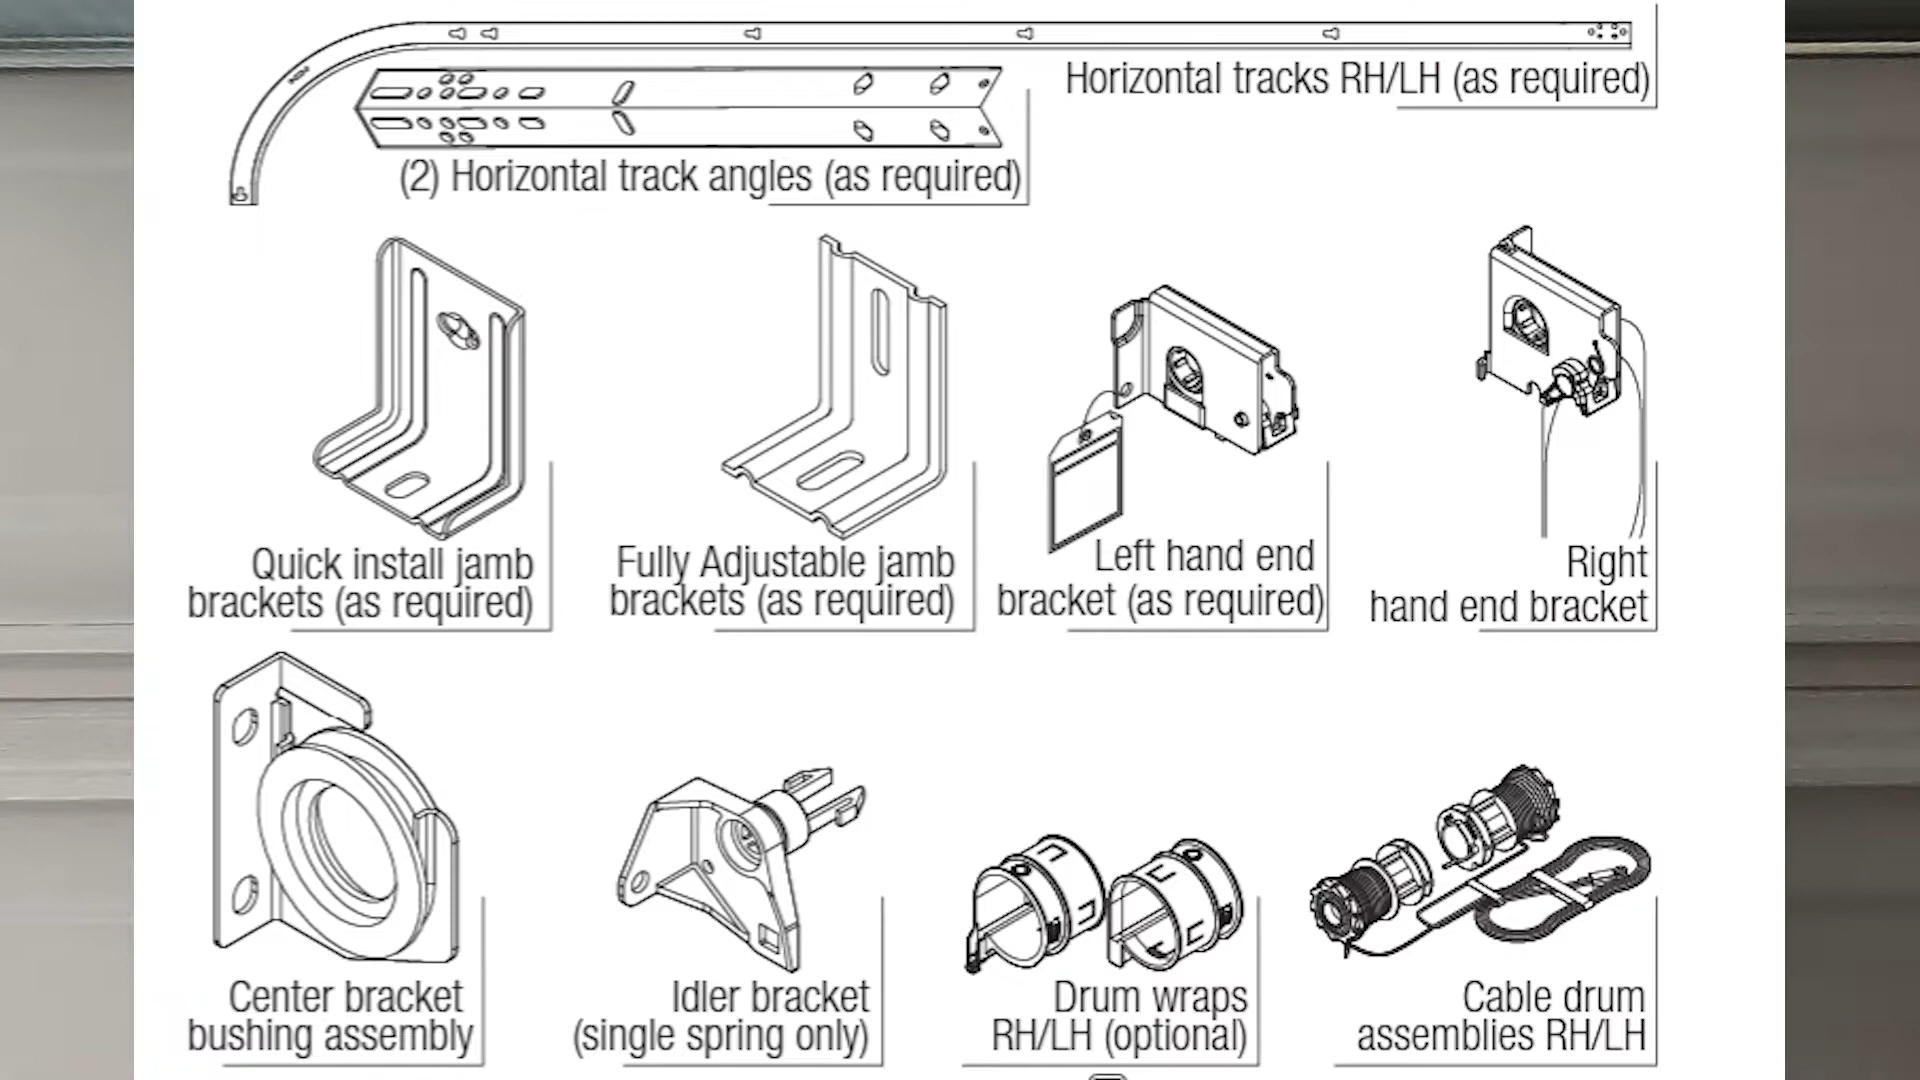 Horizontal tracks RH/LH (as required)
(2) Horizontal track angles (as required)
Quick install jamb
brackets (as required)
Fully Adjustable jamb
brackets (as required)
Left hand end
bracket (as required)
Right
hand end bracket
Center bracket
bushing assembly
Idler bracket
(single spring only)
Drum wraps
RH/LH (optional)
Cable drum
assemblies RH/LH